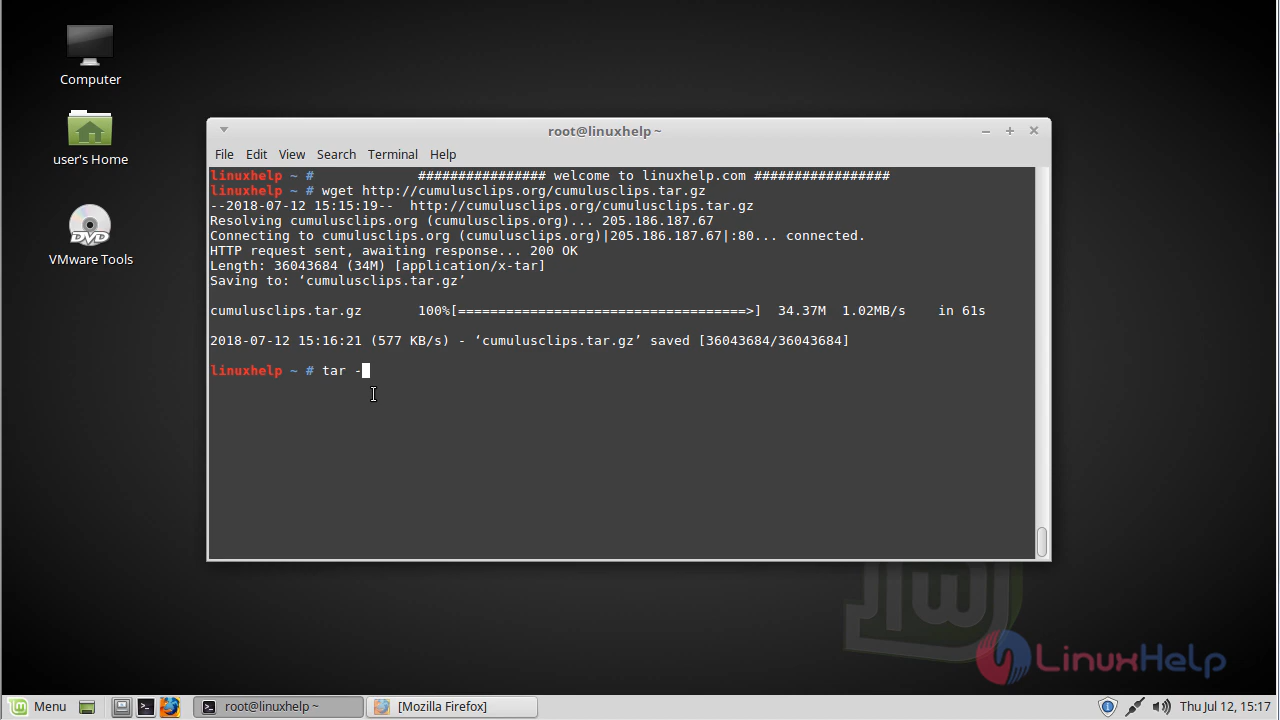 Computer
user's Home
DVD
VMware Tools
root@linuxhelp ~
File Edit View Search Terminal Help
linuxhelp ~ #             ################ welcome to linuxhelp.com #################
linuxhelp ~ # wget http://cumulusclips.org/cumulusclips.tar.gz
--2018-07-12 15:15:19--  http://cumulusclips.org/cumulusclips.tar.gz
Resolving cumulusclips.org (cumulusclips.org)... 205.186.187.67
Connecting to cumulusclips.org (cumulusclips.org)|205.186.187.67|:80... connected.
HTTP request sent, awaiting response... 200 OK
Length: 36043684 (34M) [application/x-tar]
Saving to: ‘cumulusclips.tar.gz’
cumulusclips.tar.gz       100%[====================================>]  34.37M  1.02MB/s    in 61s
2018-07-12 15:16:21 (577 KB/s) - ‘cumulusclips.tar.gz’ saved [36043684/36043684]
linuxhelp ~ # tar -
LinuxHelp
Menu root@linuxhelp ~ [Mozilla Firefox] Thu Jul 12, 15:17